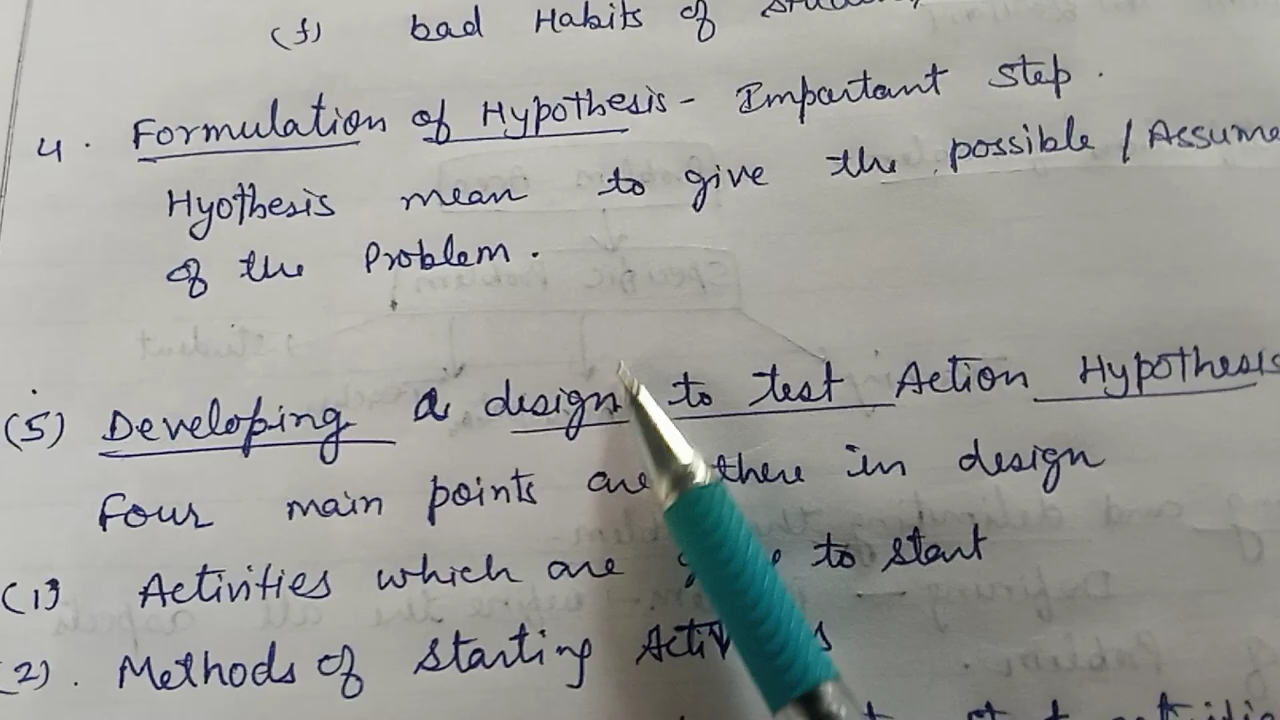 (f) bad Habits of
4. Formulation of Hypothesis - Important Step.
Hyothesis mean to give the possible / Assume
of the Problem.
(5) Developing a design to test Action Hypothesis
Four main points are there in design
(1) Activities which are to start
(2). Methods of Starting